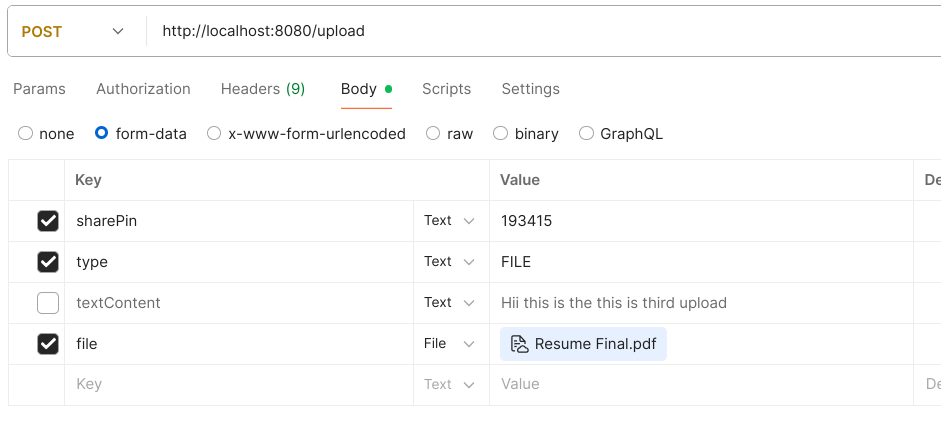 POST http://localhost:8080/upload
Params Authorization Headers (9) Body Scripts Settings
none form-data x-www-form-urlencoded raw binary GraphQL
Key Value De
sharePin Text 193415
type Text FILE
textContent Text Hii this is the this is third upload
file File Resume Final.pdf
Key Text Value De